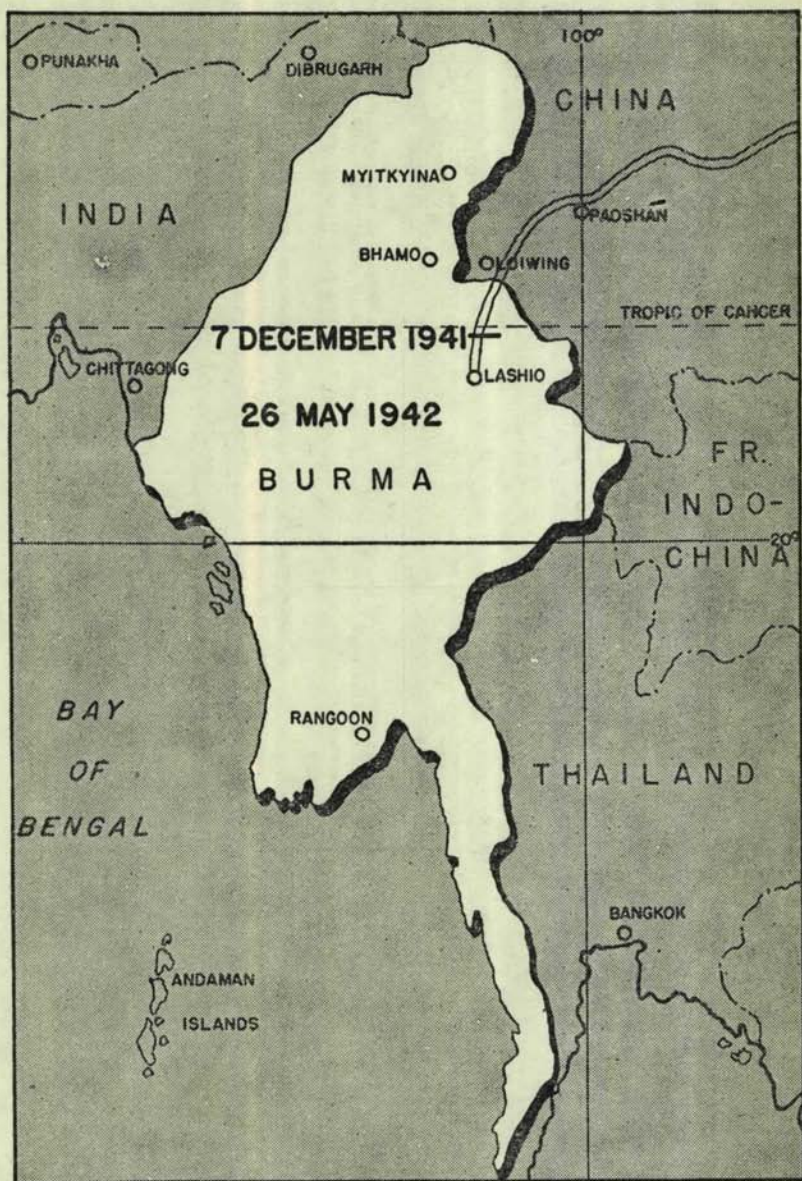 100°
PUNAKHA
DIBRUGARH
CHINA
MYITKYINA
PAOSHAN
INDIA
BHAMO
LOIWING
TROPIC OF CANCER
7 DECEMBER 1941—
CHITTAGONG
LASHIO
26 MAY 1942
FR.
BURMA
INDO-
20°
CHINA
BAY
RANGOON
OF
THAILAND
BENGAL
BANGKOK
ANDAMAN
ISLANDS